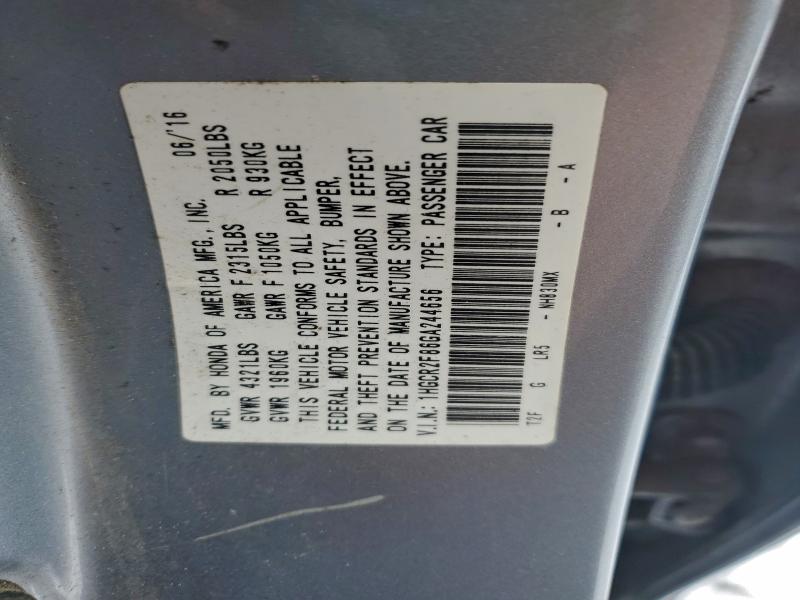 MFD. BY HONDA OF AMERICA MFG., INC. 06/'16
GVWR 4321LBS GAWR F 2315LBS R 2050LBS
GVWR 1960KG GAWR F 1050KG R 930KG
THIS VEHICLE CONFORMS TO ALL APPLICABLE
FEDERAL MOTOR VEHICLE SAFETY, BUMPER,
AND THEFT PREVENTION STANDARDS IN EFFECT
ON THE DATE OF MANUFACTURE SHOWN ABOVE.
V.I.N.: 1HGCR2F86GA244656 TYPE: PASSENGER CAR
T2F G LR5 - NH830MX - B - A